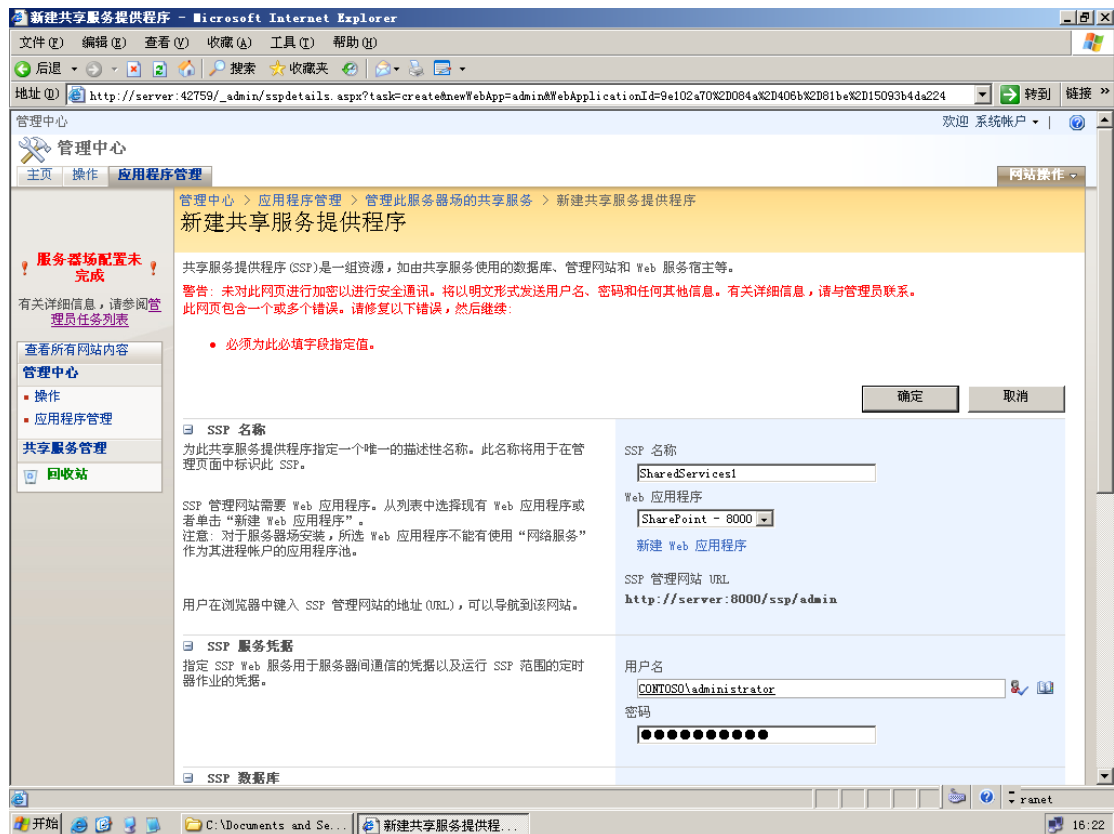 新建共享服务提供程序 - Microsoft Internet Explorer
文件(F) 编辑(E) 查看(V) 收藏(A) 工具(T) 帮助(H)
后退 搜索 收藏夹
地址(D) http://server:42759/_admin/sspdetails.aspx?task=create&newWebApp=admin&WebApplicationId=9e102a70%2D084a%2D406b%2D81be%2D15093b4da224 转到 链接 »
管理中心 欢迎 系统帐户
管理中心
主页 操作 应用程序管理 网站操作
管理中心 > 应用程序管理 > 管理此服务器场的共享服务 > 新建共享服务提供程序
新建共享服务提供程序
服务器场配置未完成
有关详细信息，请参阅管理员任务列表
查看所有网站内容
管理中心
操作
应用程序管理
共享服务管理
回收站
共享服务提供程序(SSP)是一组资源，如由共享服务使用的数据库、管理网站和 Web 服务宿主等。
警告: 未对此网页进行加密以进行安全通讯。将以明文形式发送用户名、密码和任何其他信息。有关详细信息，请与管理员联系。
此网页包含一个或多个错误。请修复以下错误，然后继续:
• 必须为此必填字段指定值。
确定 取消
SSP 名称
为此共享服务提供程序指定一个唯一的描述性名称。此名称将用于在管
理页面中标识此 SSP。
SSP 管理网站需要 Web 应用程序。从列表中选择现有 Web 应用程序或
者单击“新建 Web 应用程序”。
注意: 对于服务器场安装，所选 Web 应用程序不能有使用“网络服务”
作为其进程帐户的应用程序池。
用户在浏览器中键入 SSP 管理网站的地址(URL)，可以导航到该网站。
SSP 名称
SharedServices1
Web 应用程序
SharePoint - 8000
新建 Web 应用程序
SSP 管理网站 URL
http://server:8000/ssp/admin
SSP 服务凭据
指定 SSP Web 服务用于服务器间通信的凭据以及运行 SSP 范围的定时
器作业的凭据。
用户名
CONTOSO\administrator
密码
●●●●●●●●●●
SSP 数据库
ranet
开始 C:\Documents and Se... 新建共享服务提供程... 16:22